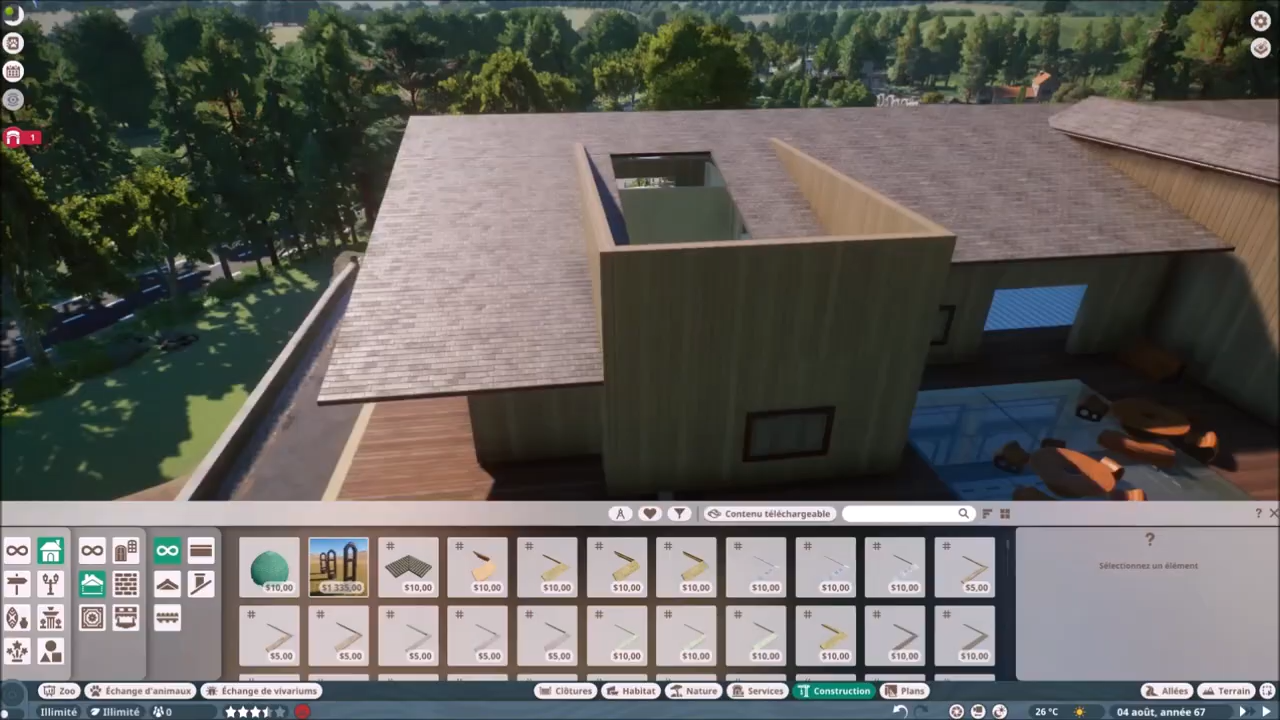 1
Contenu téléchargeable
?
?
Sélectionnez un élément
$10,00 $1 335,00 $10,00 $10,00 $10,00 $10,00 $10,00 $10,00 $10,00 $10,00 $5,00
$5,00 $5,00 $5,00 $5,00 $5,00 $10,00 $10,00 $10,00 $10,00 $10,00 $10,00
Zoo Échange d'animaux Échange de vivariums Clôtures Habitat Nature Services Construction Plans Allées Terrain
Illimité Illimité 0 26 °C 04 août, année 67